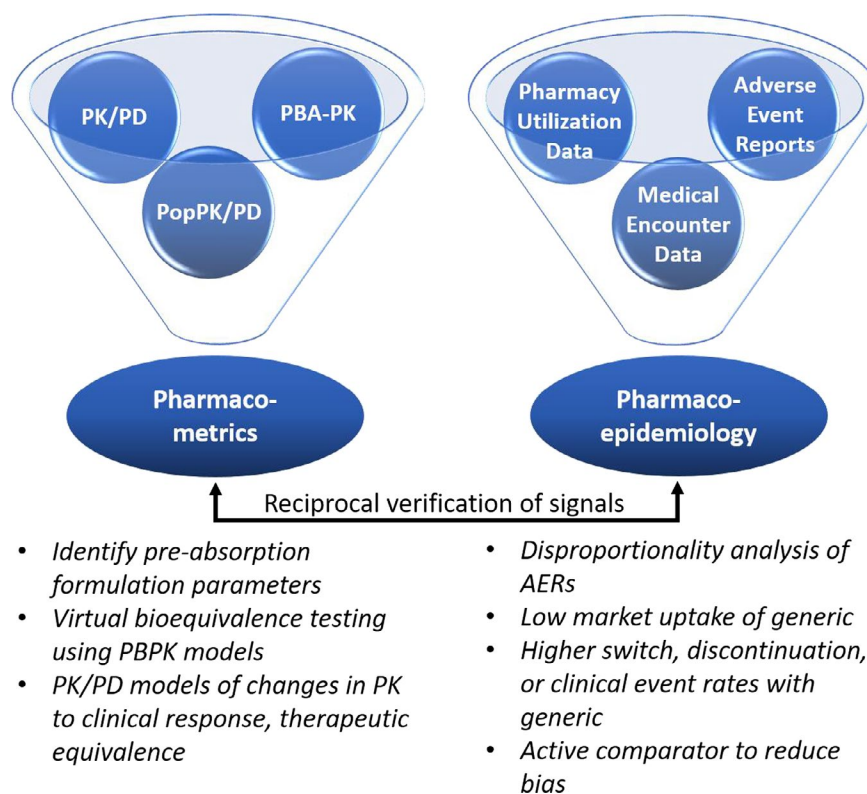 PK/PD
PBA-PK
PopPK/PD
Pharmaco-
metrics
Pharmacy
Utilization
Data
Adverse
Event
Reports
Medical
Encounter
Data
Pharmaco-
epidemiology
Reciprocal verification of signals
• Identify pre-absorption
formulation parameters
• Virtual bioequivalence testing
using PBPK models
• PK/PD models of changes in PK
to clinical response, therapeutic
equivalence
• Disproportionality analysis of
AERs
• Low market uptake of generic
• Higher switch, discontinuation,
or clinical event rates with
generic
• Active comparator to reduce
bias